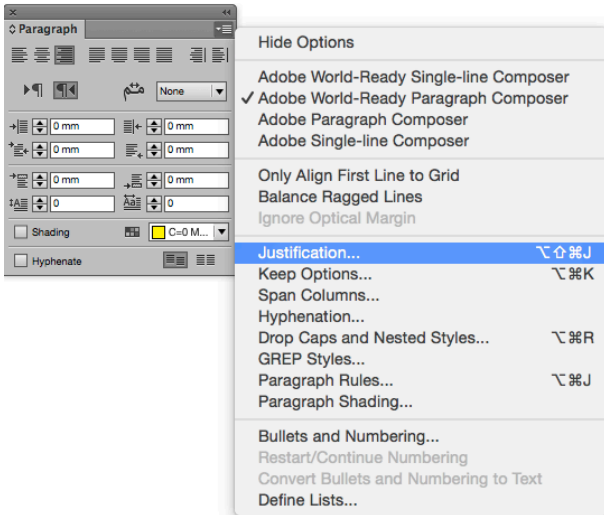 Paragraph
None
0 mm
0 mm
0 mm
0 mm
0 mm
0 mm
0
0
Shading
C=0 M...
Hyphenate
Hide Options
Adobe World-Ready Single-line Composer
✓ Adobe World-Ready Paragraph Composer
Adobe Paragraph Composer
Adobe Single-line Composer
Only Align First Line to Grid
Balance Ragged Lines
Ignore Optical Margin
Justification... ⌥⇧⌘J
Keep Options... ⌥⌘K
Span Columns...
Hyphenation...
Drop Caps and Nested Styles... ⌥⌘R
GREP Styles...
Paragraph Rules... ⌥⌘J
Paragraph Shading...
Bullets and Numbering...
Restart/Continue Numbering
Convert Bullets and Numbering to Text
Define Lists...